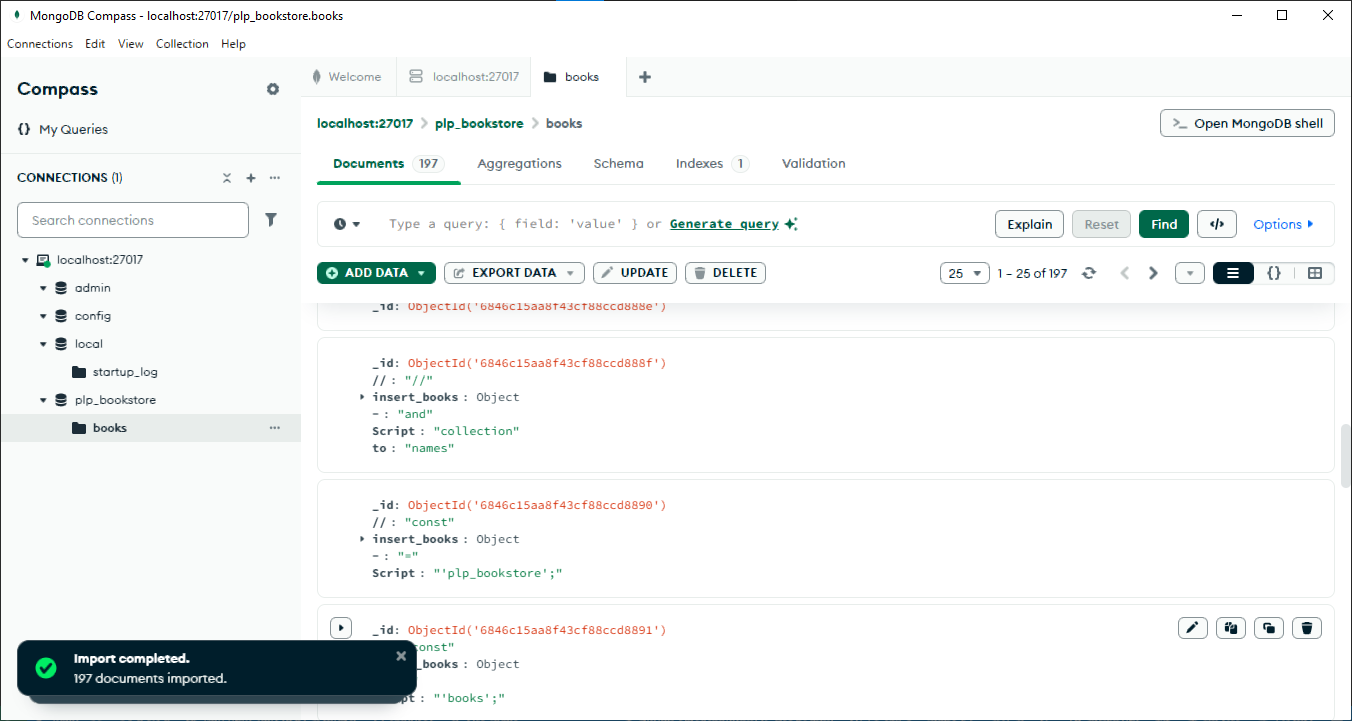 MongoDB Compass - localhost:27017/plp_bookstore.books
Connections Edit View Collection Help
Compass
My Queries
CONNECTIONS (1)
Search connections
localhost:27017
admin
config
local
startup_log
plp_bookstore
books
Welcome
localhost:27017
books
localhost:27017 > plp_bookstore > books
>_ Open MongoDB shell
Documents 197 Aggregations Schema Indexes 1 Validation
Type a query: { field: 'value' } or Generate query
Explain Reset Find </> Options
ADD DATA EXPORT DATA UPDATE DELETE
25 1 – 25 of 197
_id: ObjectId('6846c15aa8f43cf88ccd888e')
_id: ObjectId('6846c15aa8f43cf88ccd888f')
// : "//"
insert_books : Object
- : "and"
Script : "collection"
to : "names"
_id: ObjectId('6846c15aa8f43cf88ccd8890')
// : "const"
insert_books : Object
- : "="
Script : "'plp_bookstore';"
_id: ObjectId('6846c15aa8f43cf88ccd8891')
const"
_books : Object
pt : "'books';"
Import completed.
197 documents imported.